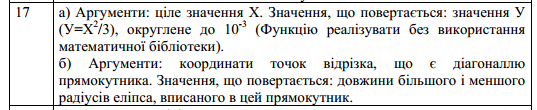 17
а) Аргументи: ціле значення X. Значення, що повертається: значення У
(У=X²/3), округлене до 10⁻³ (Функцію реалізувати без використання
математичної бібліотеки).
б) Аргументи: координати точок відрізка, що є діагоналлю
прямокутника. Значення, що повертається: довжини більшого і меншого
радіусів еліпса, вписаного в цей прямокутник.